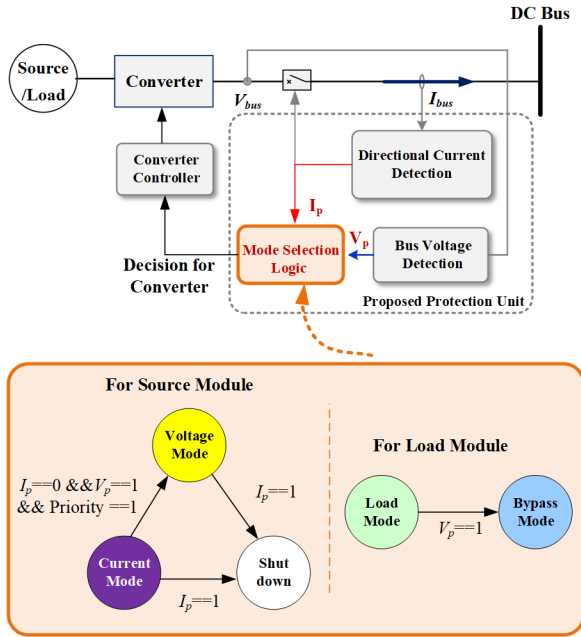 DC Bus
Source
/Load
Converter
V_bus
I_bus
Converter
Controller
Directional Current
Detection
I_p
V_p
Mode Selection
Logic
Bus Voltage
Detection
Decision for
Converter
Proposed Protection Unit
For Source Module
Voltage
Mode
I_p==0 &&V_p==1
&& Priority ==1
I_p==1
Current
Mode
Shut
down
I_p==1
For Load Module
Load
Mode
Bypass
Mode
V_p==1